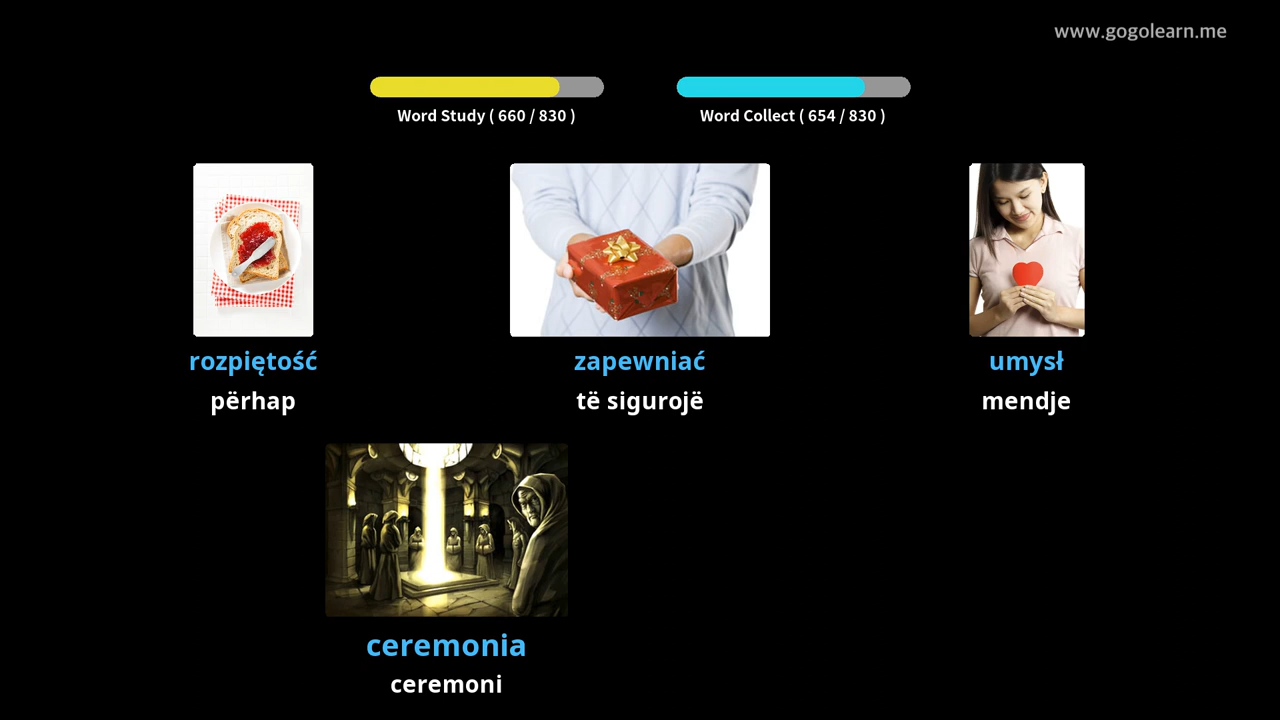 www.gogolearn.me
Word Study ( 660 / 830 )
Word Collect ( 654 / 830 )
rozpiętość
përhap
zapewniać
të sigurojë
umysł
mendje
ceremonia
ceremoni